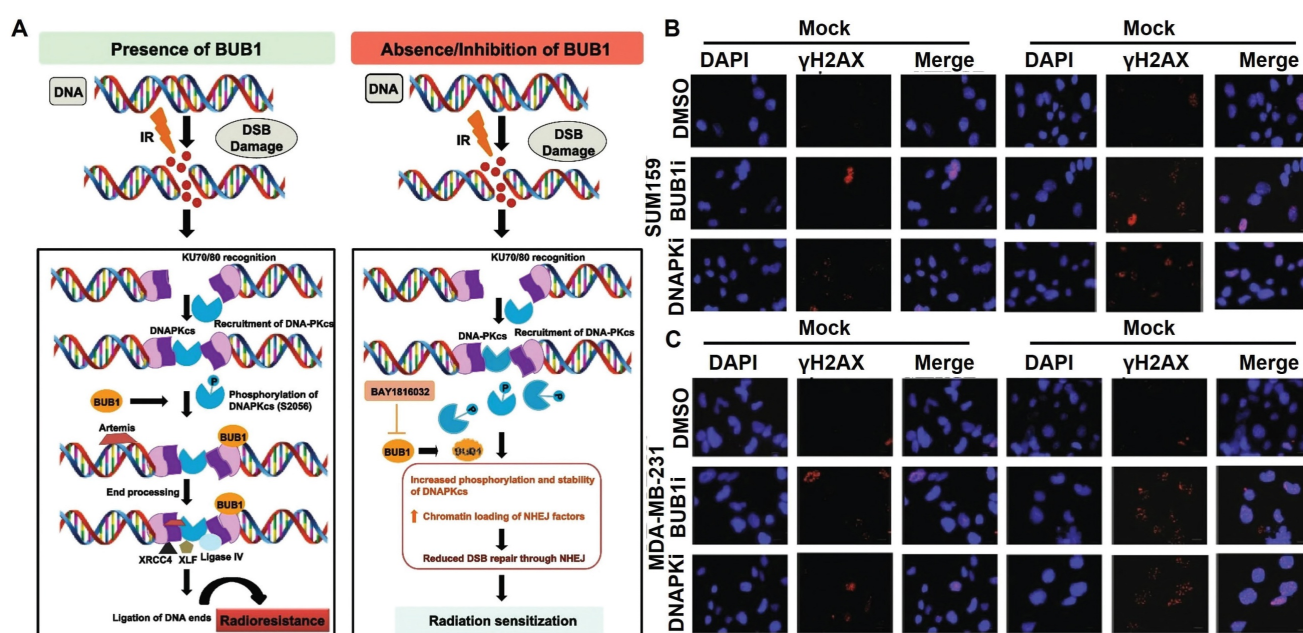 A
Presence of BUB1
DNA
IR
DSB
Damage
KU70/80 recognition
DNAPKcs
Recruitment of DNA-PKcs
P
BUB1
Phosphorylation of
DNAPKcs (S2056)
Artemis
BUB1
End processing
BUB1
XRCC4
XLF
Ligase IV
Ligation of DNA ends
Radioresistance
Absence/Inhibition of BUB1
DNA
IR
DSB
Damage
KU70/80 recognition
DNA-PKcs
Recruitment of DNA-PKcs
BAY1816032
P
P
P
BUB1
BUB1
Increased phosphorylation and stability
of DNAPKcs
Chromatin loading of NHEJ factors
Reduced DSB repair through NHEJ
Radiation sensitization
B
Mock
Mock
DAPI
γH2AX
Merge
DAPI
γH2AX
Merge
SUM159
DMSO
BUB1i
DNAPKi
C
Mock
Mock
DAPI
γH2AX
Merge
DAPI
γH2AX
Merge
MDA-MB-231
DMSO
BUB1i
DNAPKi